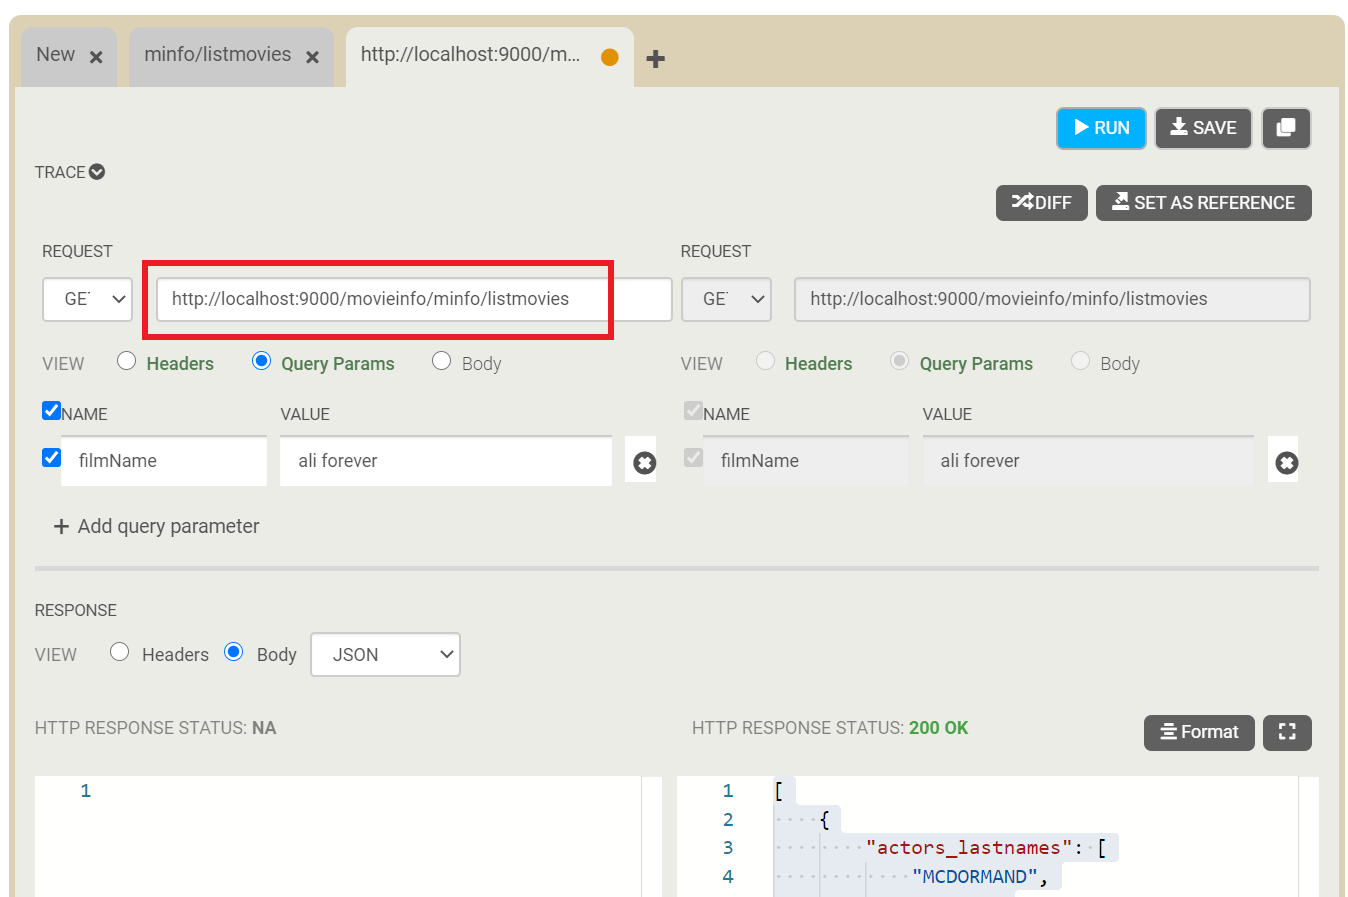 New
minfo/listmovies
http://localhost:9000/m...
RUN
SAVE
TRACE
DIFF
SET AS REFERENCE
REQUEST
GET
http://localhost:9000/movieinfo/minfo/listmovies
VIEW
Headers
Query Params
Body
NAME
VALUE
filmName
ali forever
+ Add query parameter
REQUEST
GET
http://localhost:9000/movieinfo/minfo/listmovies
VIEW
Headers
Query Params
Body
NAME
VALUE
filmName
ali forever
RESPONSE
VIEW
Headers
Body
JSON
HTTP RESPONSE STATUS: NA
1
HTTP RESPONSE STATUS: 200 OK
Format
1 [
2 {
3 "actors_lastnames": [
4 "MCDORMAND",